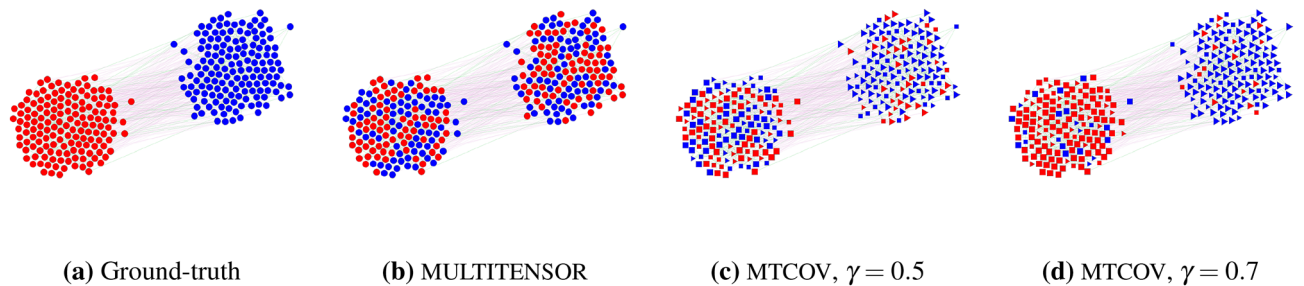 (a) Ground-truth
(b) MULTITENSOR
(c) MTCOV, γ = 0.5
(d) MTCOV, γ = 0.7